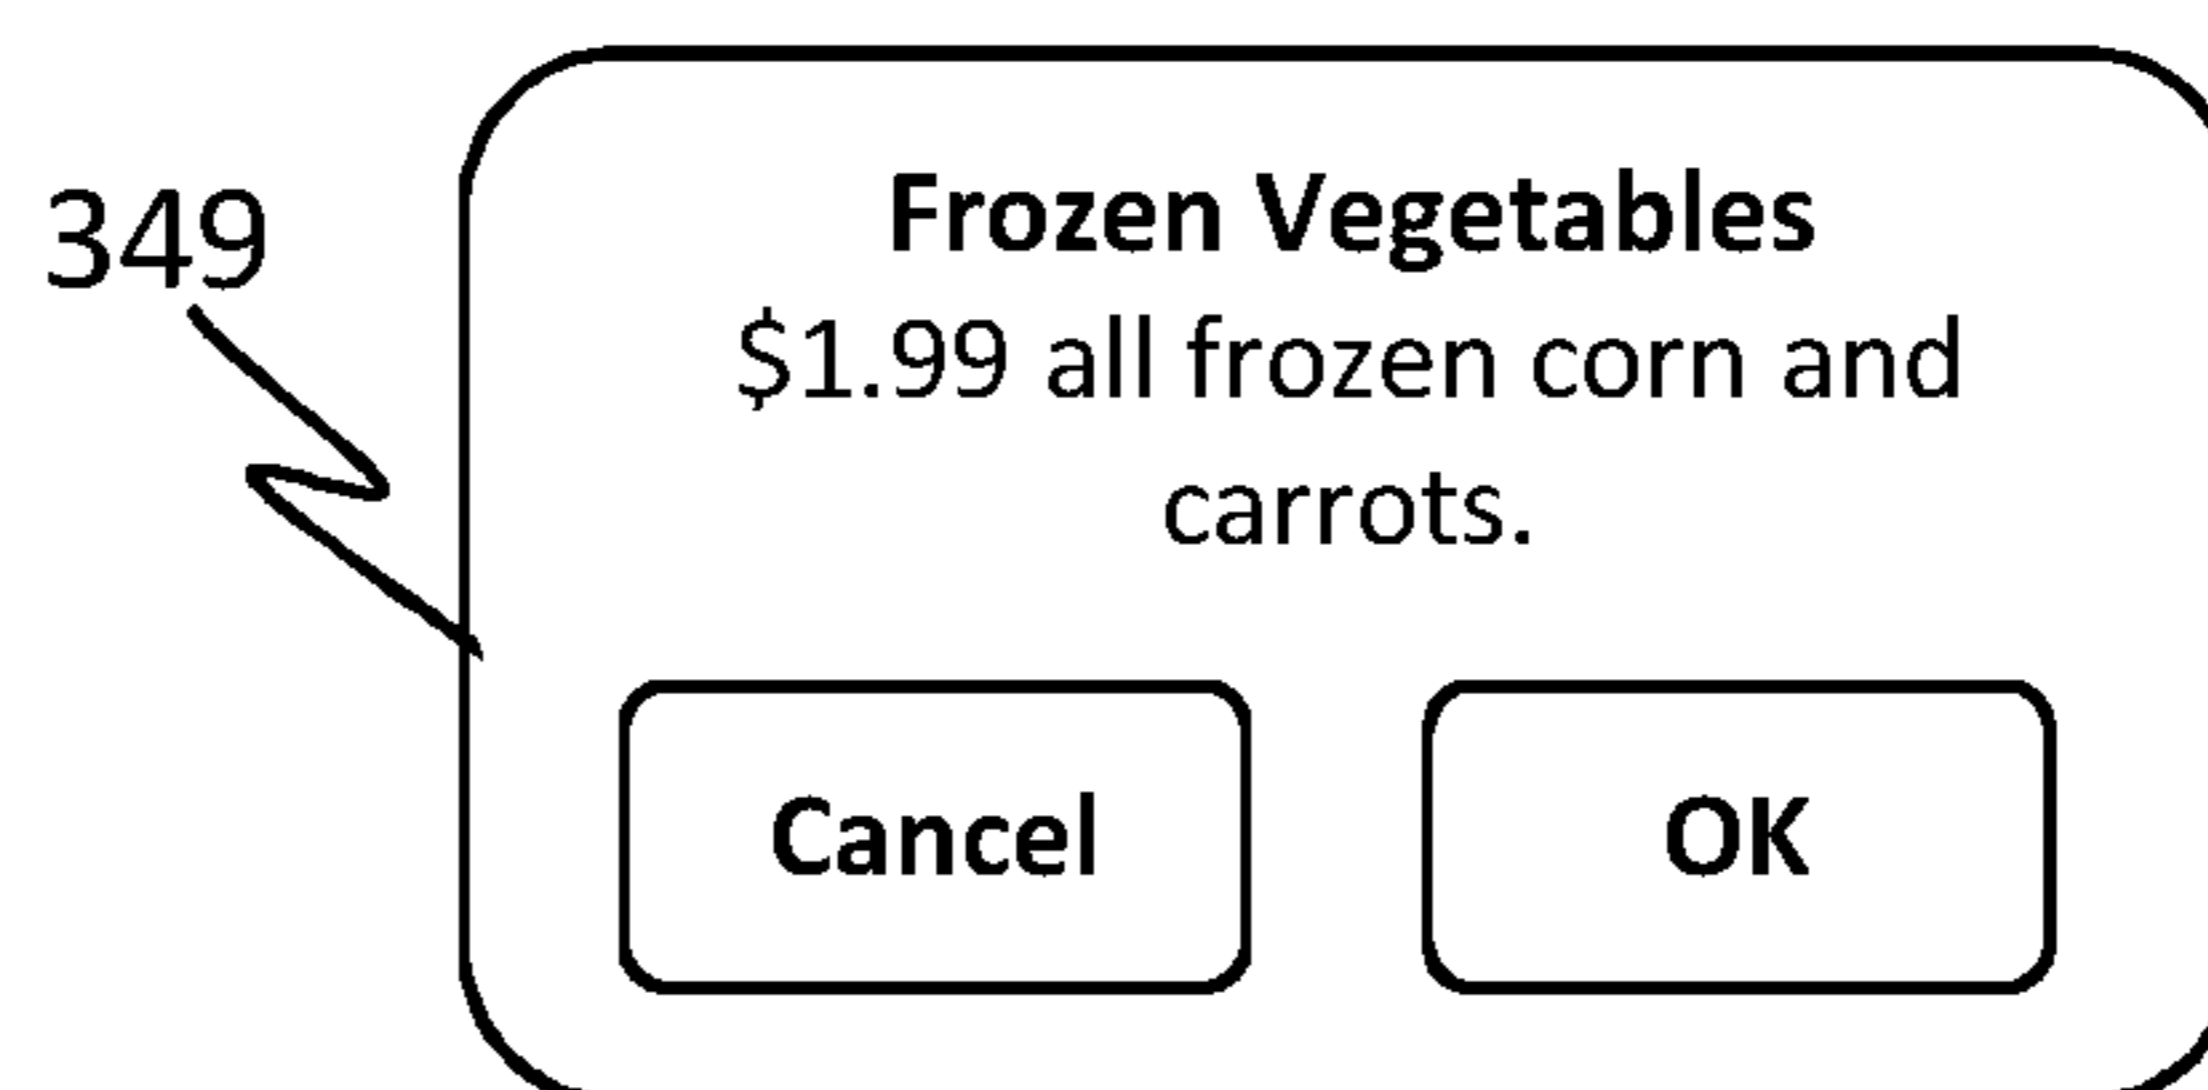 349
Frozen Vegetables
$1.99 all frozen corn and
carrots.
Cancel
OK